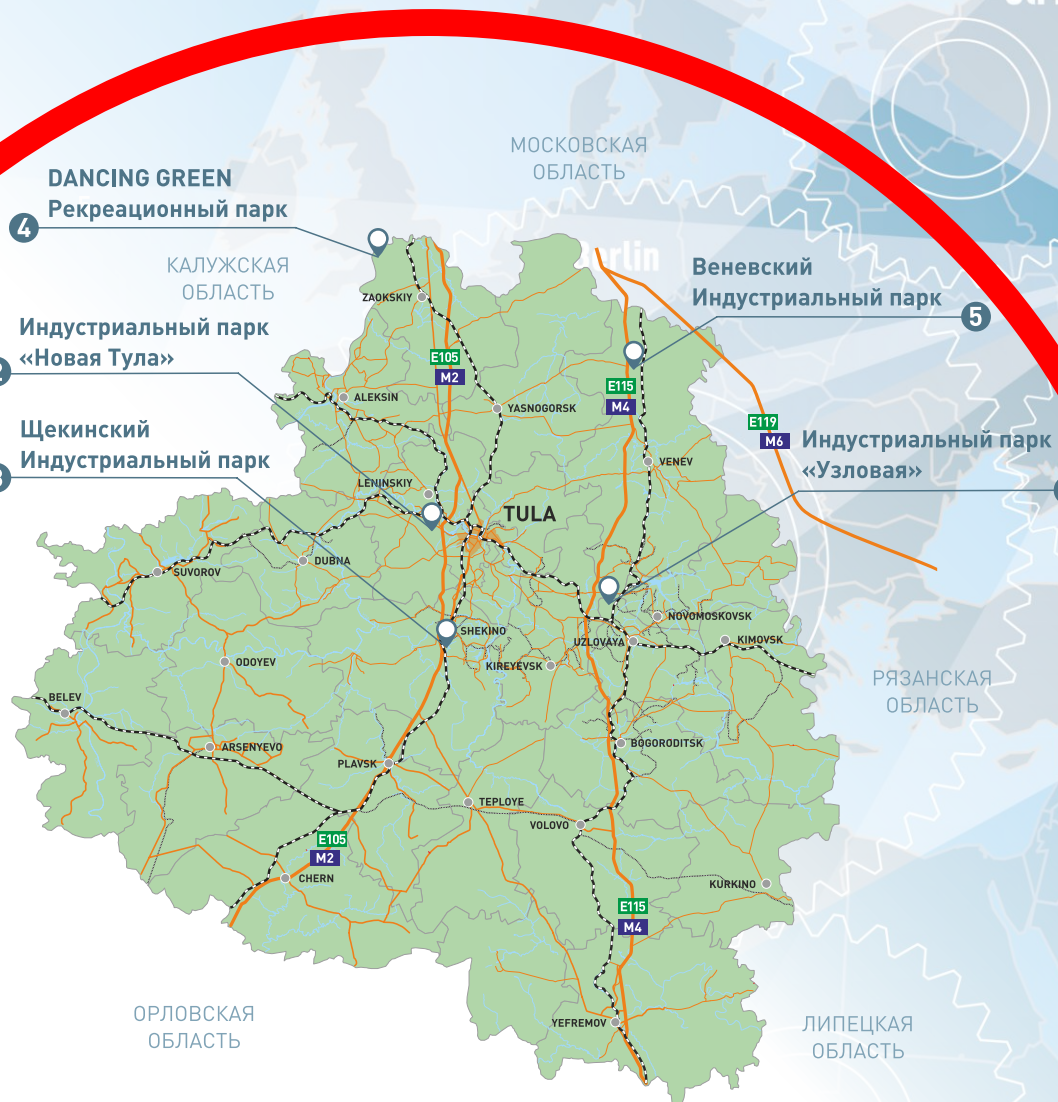 МОСКОВСКАЯ
ОБЛАСТЬ
DANCING GREEN
Рекреационный парк
4
КАЛУЖСКАЯ
ОБЛАСТЬ
Веневский
Индустриальный парк
5
ZAOKSKIY
Индустриальный парк
«Новая Тула»
E105
M2
E115
M4
ALEKSIN
YASNOGORSK
E119
M6
Щекинский
Индустриальный парк
Индустриальный парк
«Узловая»
VENEV
LENINSKIY
TULA
DUBNA
SUVOROV
NOVOMOSKOVSK
SHEKINO
UZLOVAYA
KIMOVSK
ODOYEV
KIREYEVSK
РЯЗАНСКАЯ
ОБЛАСТЬ
BELEV
ARSENYEVO
BOGORODITSK
PLAVSK
TEPLOYE
VOLOVO
E105
M2
CHERN
KURKINO
E115
M4
ОРЛОВСКАЯ
ОБЛАСТЬ
YEFREMOV
ЛИПЕЦКАЯ
ОБЛАСТЬ